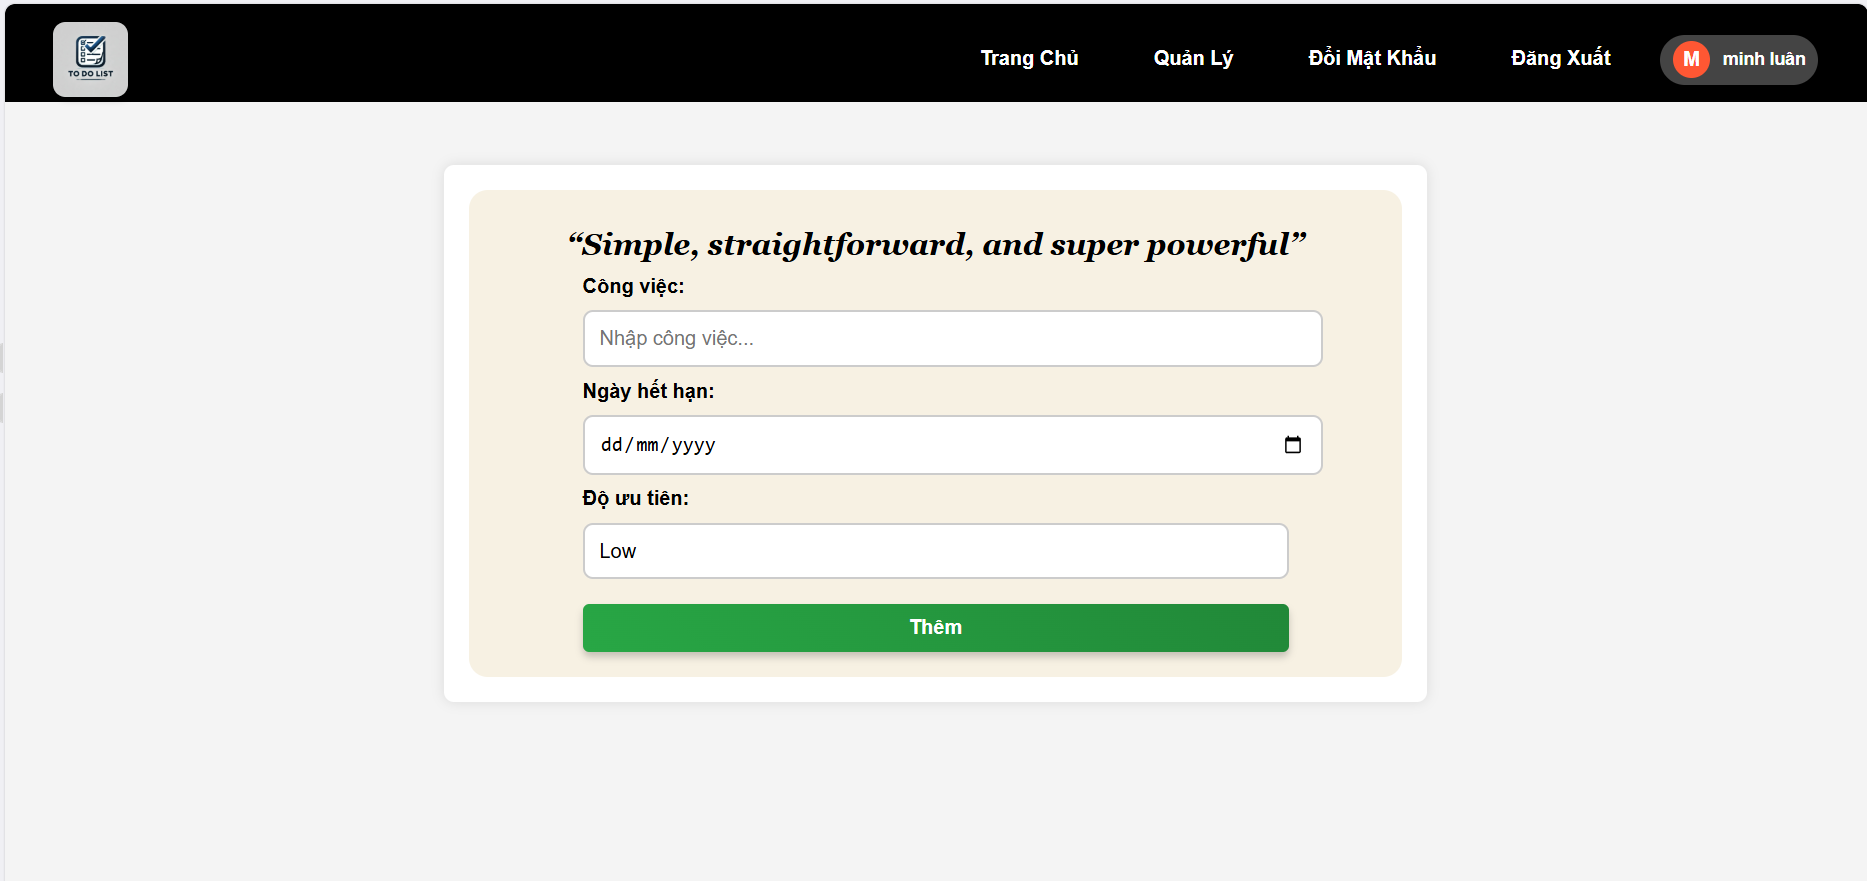 TO DO LIST
Trang Chủ
Quản Lý
Đổi Mật Khẩu
Đăng Xuất
M
minh luân
“Simple, straightforward, and super powerful”
Công việc:
Nhập công việc...
Ngày hết hạn:
dd/mm/yyyy
Độ ưu tiên:
Low
Thêm